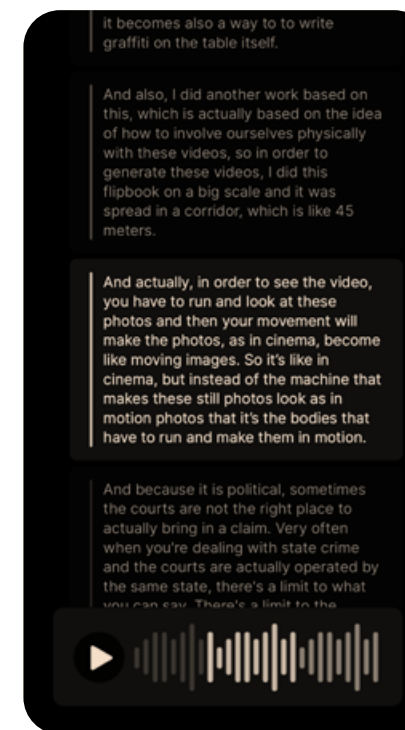 it becomes also a way to to write
graffiti on the table itself.
And also, I did another work based on
this, which is actually based on the idea
of how to involve ourselves physically
with these videos, so in order to
generate these videos, I did this
flipbook on a big scale and it was
spread in a corridor, which is like 45
meters.
And actually, in order to see the video,
you have to run and look at these
photos and then your movement will
make the photos, as in cinema, become
like moving images. So it’s like in
cinema, but instead of the machine that
makes these still photos look as in
motion photos that it’s the bodies that
have to run and make them in motion.
And because it is political, sometimes
the courts are not the right place to
actually bring in a claim. Very often
when you're dealing with state crime
and the courts are actually operated by
the same state, there's a limit to what
you can say. There's a limit to the